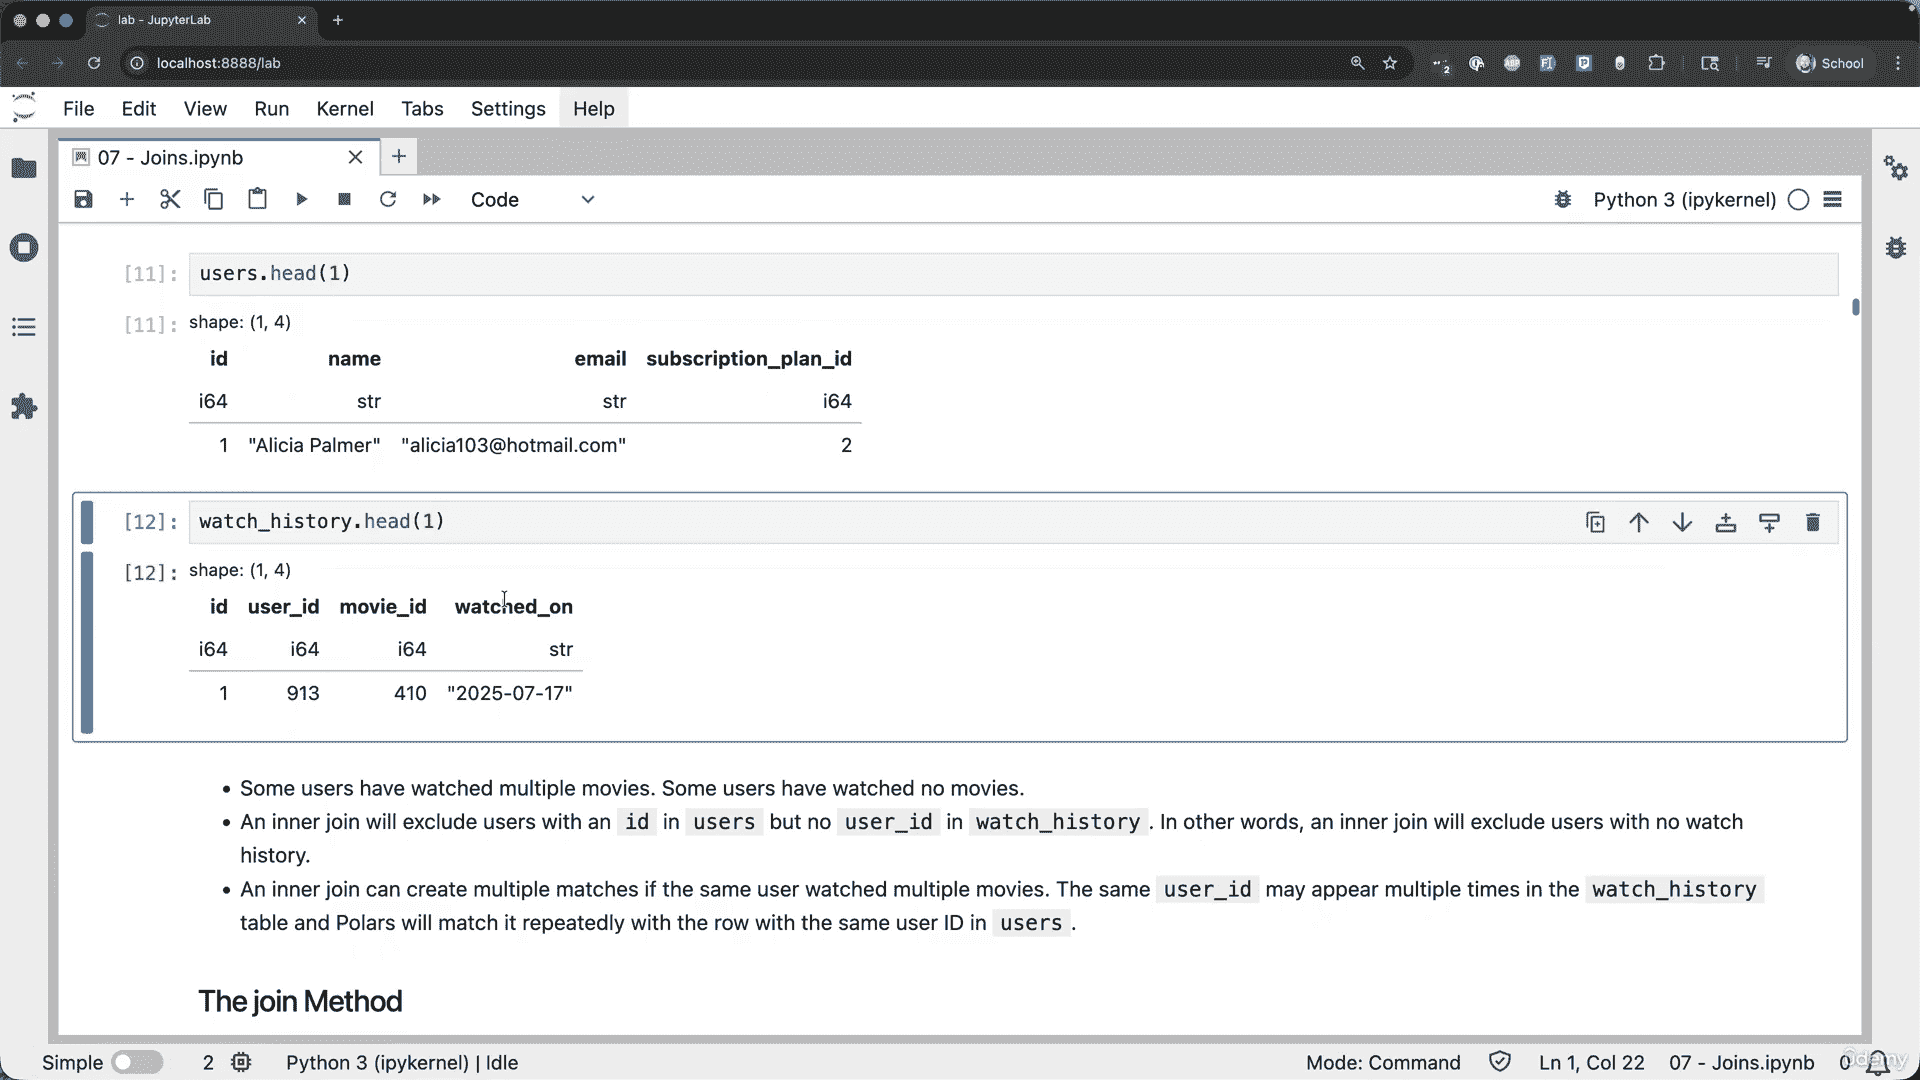 lab - JupyterLab
localhost:8888/lab
2
School
File Edit View Run Kernel Tabs Settings Help
07 - Joins.ipynb
Code
Python 3 (ipykernel)
[11]: users.head(1)
[11]: shape: (1, 4)
id name email subscription_plan_id
i64 str str i64
1 "Alicia Palmer" "alicia103@hotmail.com" 2
[12]: watch_history.head(1)
[12]: shape: (1, 4)
id user_id movie_id watched_on
i64 i64 i64 str
1 913 410 "2025-07-17"
• Some users have watched multiple movies. Some users have watched no movies.
• An inner join will exclude users with an id in users but no user_id in watch_history. In other words, an inner join will exclude users with no watch
history.
• An inner join can create multiple matches if the same user watched multiple movies. The same user_id may appear multiple times in the watch_history
table and Polars will match it repeatedly with the row with the same user ID in users.
The join Method
Simple 2 Python 3 (ipykernel) | Idle Mode: Command Ln 1, Col 22 07 - Joins.ipynb 0
udemy